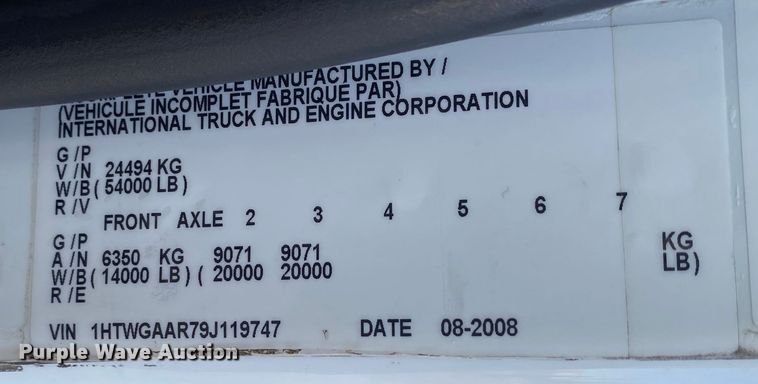 VEHICLE MANUFACTURED BY /
(VEHICULE INCOMPLET FABRIQUE PAR)
INTERNATIONAL TRUCK AND ENGINE CORPORATION
G / P
V / N 24494 KG
W / B ( 54000 LB )
R / V
FRONT AXLE 2 3 4 5 6 7
G / P
A / N 6350 KG 9071 9071 KG
W / B ( 14000 LB ) ( 20000 20000 LB )
R / E
VIN 1HTWGAAR79J119747 DATE 08-2008
Purple Wave Auction